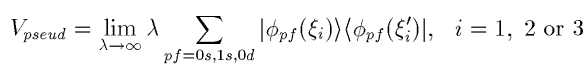 $V_{pseud} = \lim_{\lambda \to \infty} \lambda \sum_{pf=0s,1s,0d} |\phi_{pf}(\xi_i)\rangle\langle\phi_{pf}(\xi_i')|, \quad i = 1,\ 2 \text{ or } 3$